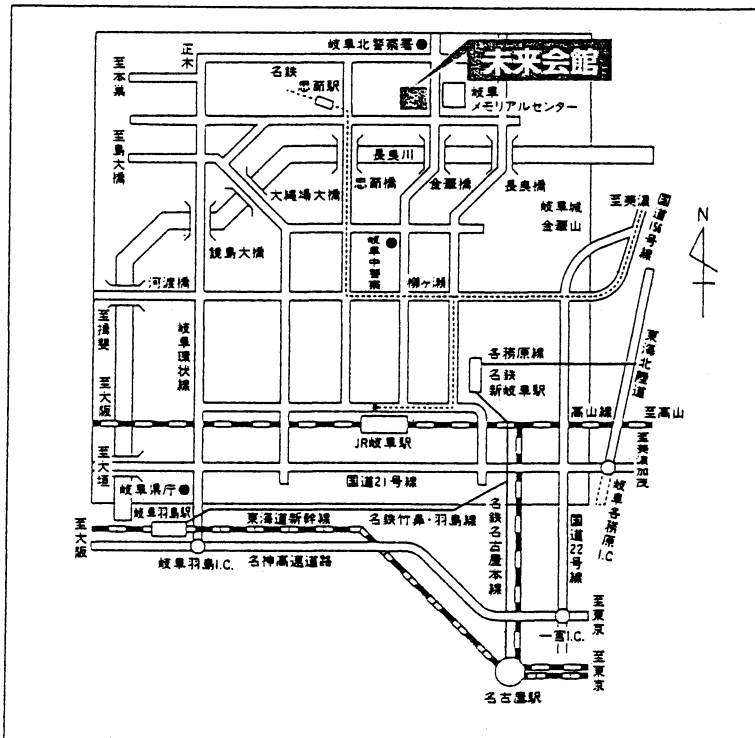 岐阜北警察署
未来会館
正木
至本巣
名鉄
忠節駅
岐阜
メモリアルセンター
至島大橋
長良川
大縄場大橋
忠節橋
金華橋
長良橋
岐阜城
金華山
至美濃
国道156号線
N
鏡島大橋
岐阜中警察
河渡橋
柳ヶ瀬
至揖斐
岐阜環状線
各務原線
名鉄
新岐阜駅
東海北陸道
至大阪
JR岐阜駅
高山線
至高山
至大垣
国道21号線
至美濃加茂
岐阜県庁
岐阜羽島駅
東海道新幹線
名鉄竹鼻・羽島線
名鉄名古屋本線
国道22号線
岐阜各務原I.C
至大阪
岐阜羽島I.C.
名神高速道路
至東京
一宮I.C.
至東京
名古屋駅